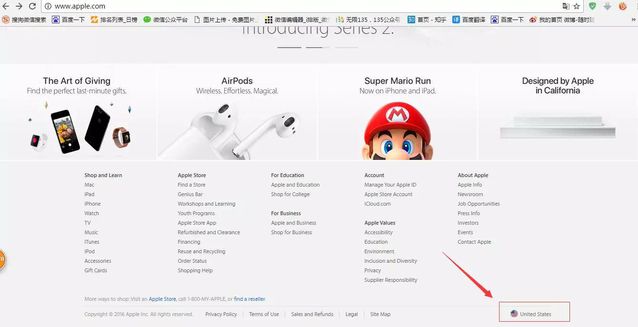 www.apple.com
搜狗微信搜索 百度一下 排名列表_日榜 微信公众平台 图片上传 - 免费图片 微信编辑器_i排版_微 无限135，135公众号 首页 - 知乎 百度翻译 百度一下 我的首页 微博-随时随
Introducing Series 2.
The Art of Giving
Find the perfect last-minute gifts.
AirPods
Wireless. Effortless. Magical.
Super Mario Run
Now on iPhone and iPad.
Designed by Apple
in California
Shop and Learn
Mac
iPad
iPhone
Watch
TV
Music
iTunes
iPod
Accessories
Gift Cards
Apple Store
Find a Store
Genius Bar
Workshops and Learning
Youth Programs
Apple Store App
Refurbished and Clearance
Financing
Reuse and Recycling
Order Status
Shopping Help
For Education
Apple and Education
Shop for College
For Business
Apple and Business
Shop for Business
Account
Manage Your Apple ID
Apple Store Account
iCloud.com
Apple Values
Accessibility
Education
Environment
Inclusion and Diversity
Privacy
Supplier Responsibility
About Apple
Apple Info
Newsroom
Job Opportunities
Press Info
Investors
Events
Contact Apple
More ways to shop: Visit an Apple Store, call 1-800-MY-APPLE, or find a reseller.
Copyright © 2016 Apple Inc. All rights reserved. Privacy Policy | Terms of Use | Sales and Refunds | Legal | Site Map
United States